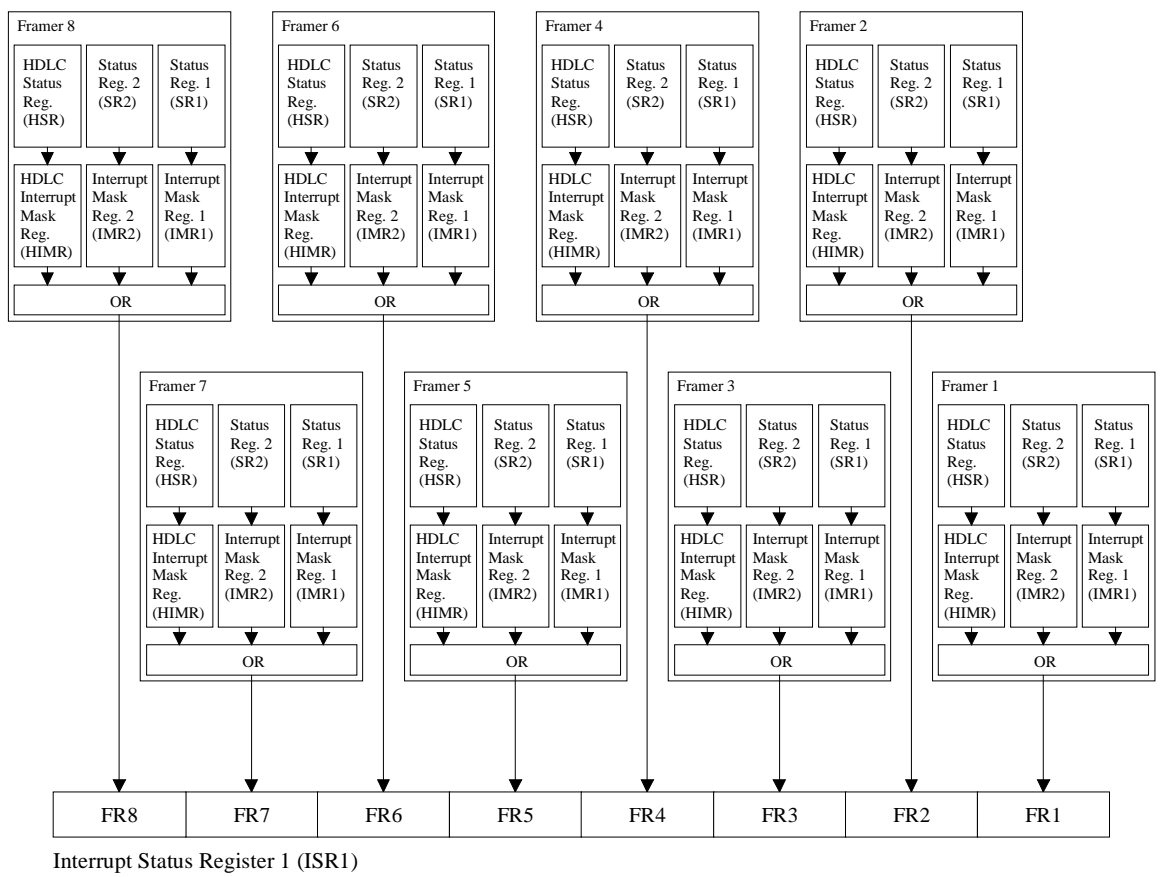 Framer 8
HDLC
Status
Reg.
(HSR)
Status
Reg. 2
(SR2)
Status
Reg. 1
(SR1)
HDLC
Interrupt
Mask
Reg.
(HIMR)
Interrupt
Mask
Reg. 2
(IMR2)
Interrupt
Mask
Reg. 1
(IMR1)
OR
Framer 6
HDLC
Status
Reg.
(HSR)
Status
Reg. 2
(SR2)
Status
Reg. 1
(SR1)
HDLC
Interrupt
Mask
Reg.
(HIMR)
Interrupt
Mask
Reg. 2
(IMR2)
Interrupt
Mask
Reg. 1
(IMR1)
OR
Framer 4
HDLC
Status
Reg.
(HSR)
Status
Reg. 2
(SR2)
Status
Reg. 1
(SR1)
HDLC
Interrupt
Mask
Reg.
(HIMR)
Interrupt
Mask
Reg. 2
(IMR2)
Interrupt
Mask
Reg. 1
(IMR1)
OR
Framer 2
HDLC
Status
Reg.
(HSR)
Status
Reg. 2
(SR2)
Status
Reg. 1
(SR1)
HDLC
Interrupt
Mask
Reg.
(HIMR)
Interrupt
Mask
Reg. 2
(IMR2)
Interrupt
Mask
Reg. 1
(IMR1)
OR
Framer 7
HDLC
Status
Reg.
(HSR)
Status
Reg. 2
(SR2)
Status
Reg. 1
(SR1)
HDLC
Interrupt
Mask
Reg.
(HIMR)
Interrupt
Mask
Reg. 2
(IMR2)
Interrupt
Mask
Reg. 1
(IMR1)
OR
Framer 5
HDLC
Status
Reg.
(HSR)
Status
Reg. 2
(SR2)
Status
Reg. 1
(SR1)
HDLC
Interrupt
Mask
Reg.
(HIMR)
Interrupt
Mask
Reg. 2
(IMR2)
Interrupt
Mask
Reg. 1
(IMR1)
OR
Framer 3
HDLC
Status
Reg.
(HSR)
Status
Reg. 2
(SR2)
Status
Reg. 1
(SR1)
HDLC
Interrupt
Mask
Reg.
(HIMR)
Interrupt
Mask
Reg. 2
(IMR2)
Interrupt
Mask
Reg. 1
(IMR1)
OR
Framer 1
HDLC
Status
Reg.
(HSR)
Status
Reg. 2
(SR2)
Status
Reg. 1
(SR1)
HDLC
Interrupt
Mask
Reg.
(HIMR)
Interrupt
Mask
Reg. 2
(IMR2)
Interrupt
Mask
Reg. 1
(IMR1)
OR
FR8 FR7 FR6 FR5 FR4 FR3 FR2 FR1
Interrupt Status Register 1 (ISR1)